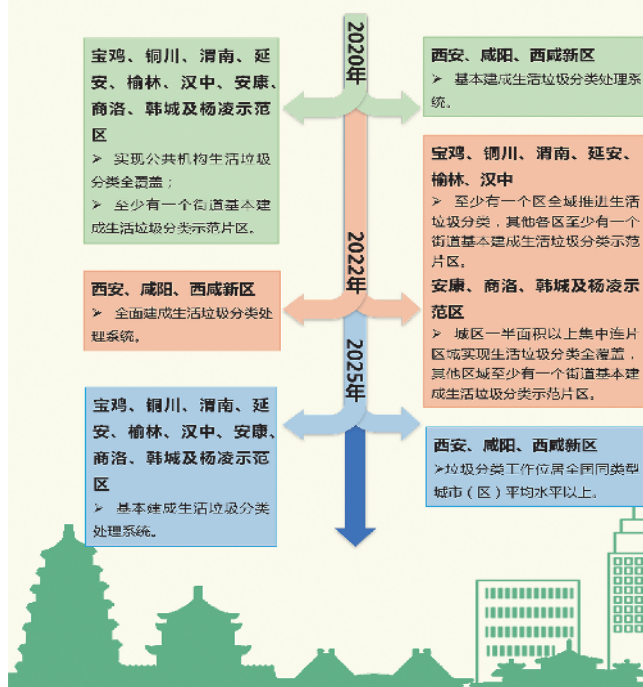 2020年
宝鸡、铜川、渭南、延
安、榆林、汉中、安康、
商洛、韩城及杨凌示范
区
➢ 实现公共机构生活垃圾
分类全覆盖；
➢ 至少有一个街道基本建
成生活垃圾分类示范片区。
西安、咸阳、西咸新区
➢ 基本建成生活垃圾分类处理系
统。
2022年
西安、咸阳、西咸新区
➢ 全面建成生活垃圾分类处
理系统。
宝鸡、铜川、渭南、延安、
榆林、汉中
➢ 至少有一个区全域推进生活
垃圾分类，其他各区至少有一个
街道基本建成生活垃圾分类示范
片区。
安康、商洛、韩城及杨凌示
范区
➢ 城区一半面积以上集中连片
区域实现生活垃圾分类全覆盖，
其他区域至少有一个街道基本建
成生活垃圾分类示范片区。
2025年
宝鸡、铜川、渭南、延
安、榆林、汉中、安康、
商洛、韩城及杨凌示范
区
➢ 基本建成生活垃圾分类
处理系统。
西安、咸阳、西咸新区
➢垃圾分类工作位居全国同类型
城市（区）平均水平以上。